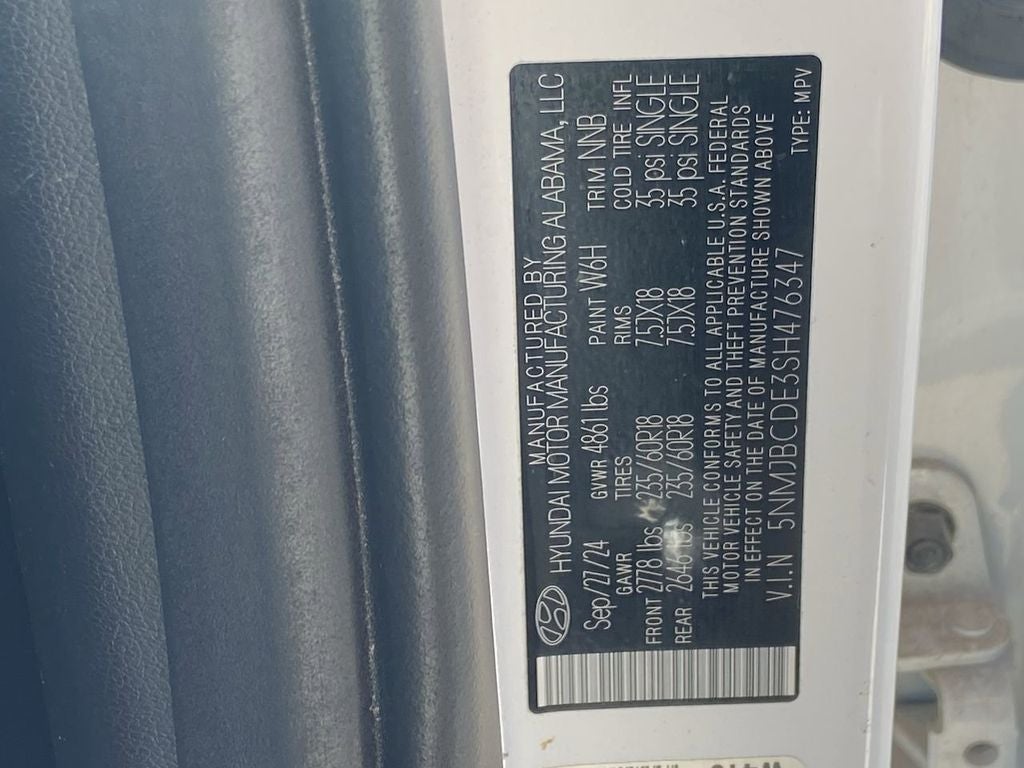 MANUFACTURED BY
HYUNDAI MOTOR MANUFACTURING ALABAMA, LLC
Sep/27/24 GVWR 4861 lbs PAINT W6H TRIM NNB
GAWR TIRES RIMS COLD TIRE INFL
FRONT 2778 lbs 235/60R18 7.5JX18 35 psi SINGLE
REAR 2646 lbs 235/60R18 7.5JX18 35 psi SINGLE
THIS VEHICLE CONFORMS TO ALL APPLICABLE U.S.A. FEDERAL
MOTOR VEHICLE SAFETY AND THEFT PREVENTION STANDARDS
IN EFFECT ON THE DATE OF MANUFACTURE SHOWN ABOVE
V.I.N 5NMJBCDE3SH476347 TYPE: MPV